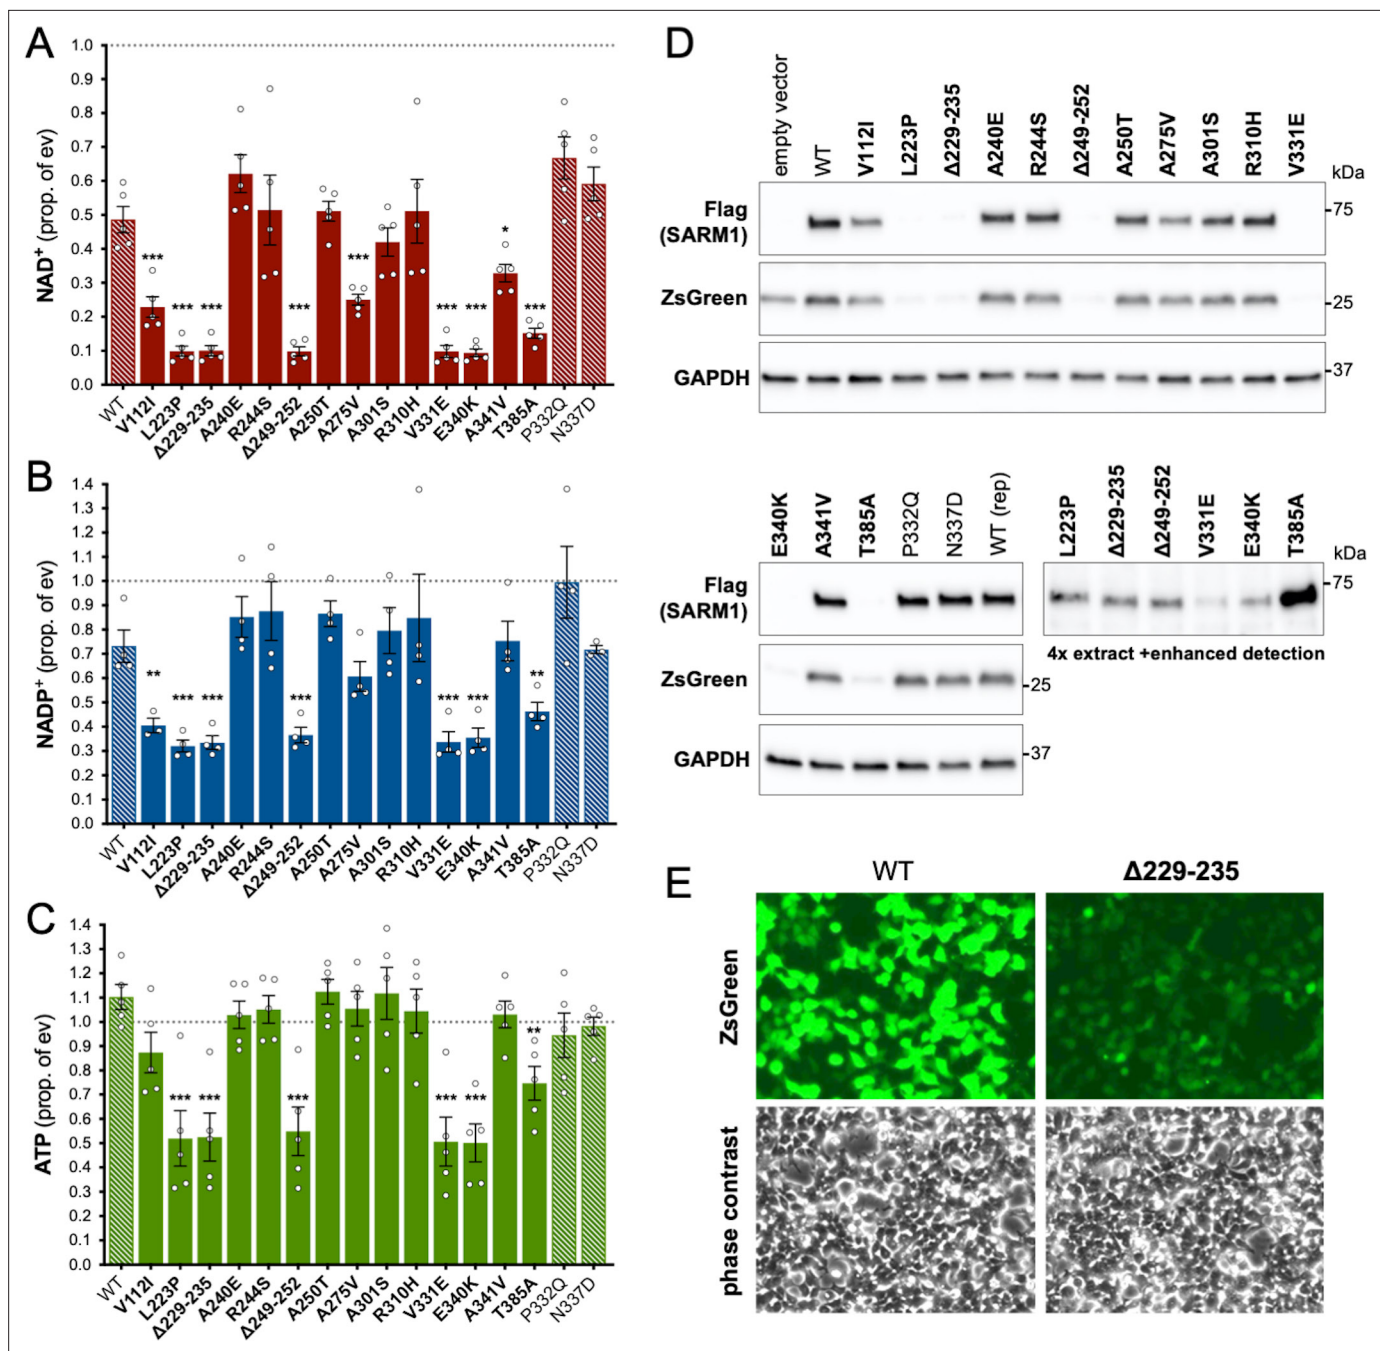 A
NAD+ (prop. of ev)
1.0
0.9
0.8
0.7
0.6
0.5
0.4
0.3
0.2
0.1
0.0
*** *** *** *** *** *** *** * ***
WT V112I L223P Δ229-235 A240E R244S Δ249-252 A250T A275V A301S R310H V331E E340K A341V T385A P332Q N337D
B
NADP+ (prop. of ev)
1.4
1.3
1.2
1.1
1.0
0.9
0.8
0.7
0.6
0.5
0.4
0.3
0.2
0.1
0.0
** *** *** *** *** *** **
WT V112I L223P Δ229-235 A240E R244S Δ249-252 A250T A275V A301S R310H V331E E340K A341V T385A P332Q N337D
C
ATP (prop. of ev)
1.4
1.3
1.2
1.1
1.0
0.9
0.8
0.7
0.6
0.5
0.4
0.3
0.2
0.1
0.0
*** *** *** *** *** **
WT V112I L223P Δ229-235 A240E R244S Δ249-252 A250T A275V A301S R310H V331E E340K A341V T385A P332Q N337D
D
empty vector WT V112I L223P Δ229-235 A240E R244S Δ249-252 A250T A275V A301S R310H V331E
kDa
Flag
(SARM1)
75
ZsGreen
25
GAPDH
37
E340K A341V T385A P332Q N337D WT (rep)
L223P Δ229-235 Δ249-252 V331E E340K T385A
kDa
Flag
(SARM1)
75
4x extract +enhanced detection
ZsGreen
25
GAPDH
37
E
WT Δ229-235
ZsGreen
phase contrast